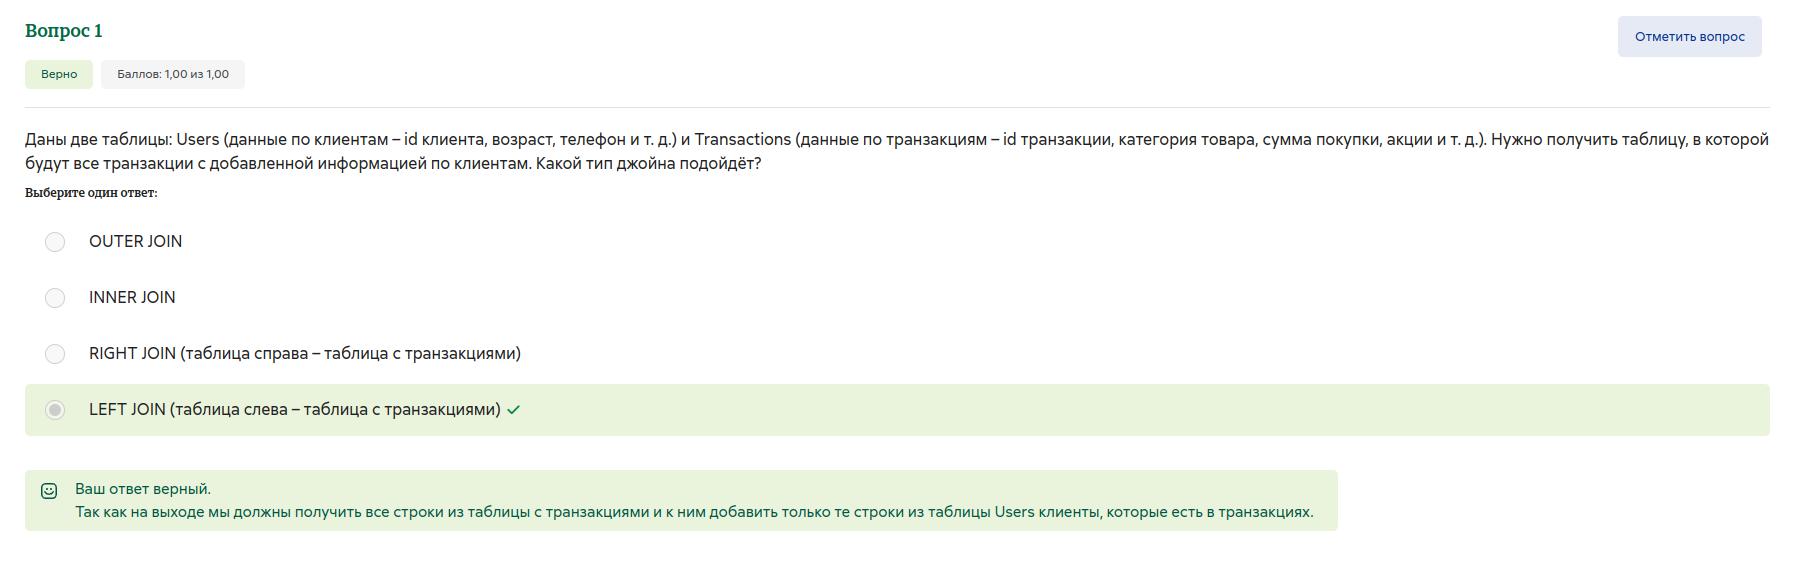 Вопрос 1
Отметить вопрос
Верно
Баллов: 1,00 из 1,00
Даны две таблицы: Users (данные по клиентам – id клиента, возраст, телефон и т. д.) и Transactions (данные по транзакциям – id транзакции, категория товара, сумма покупки, акции и т. д.). Нужно получить таблицу, в которой
будут все транзакции с добавленной информацией по клиентам. Какой тип джойна подойдёт?
Выберите один ответ:
OUTER JOIN
INNER JOIN
RIGHT JOIN (таблица справа – таблица с транзакциями)
LEFT JOIN (таблица слева – таблица с транзакциями)
Ваш ответ верный.
Так как на выходе мы должны получить все строки из таблицы с транзакциями и к ним добавить только те строки из таблицы Users клиенты, которые есть в транзакциях.